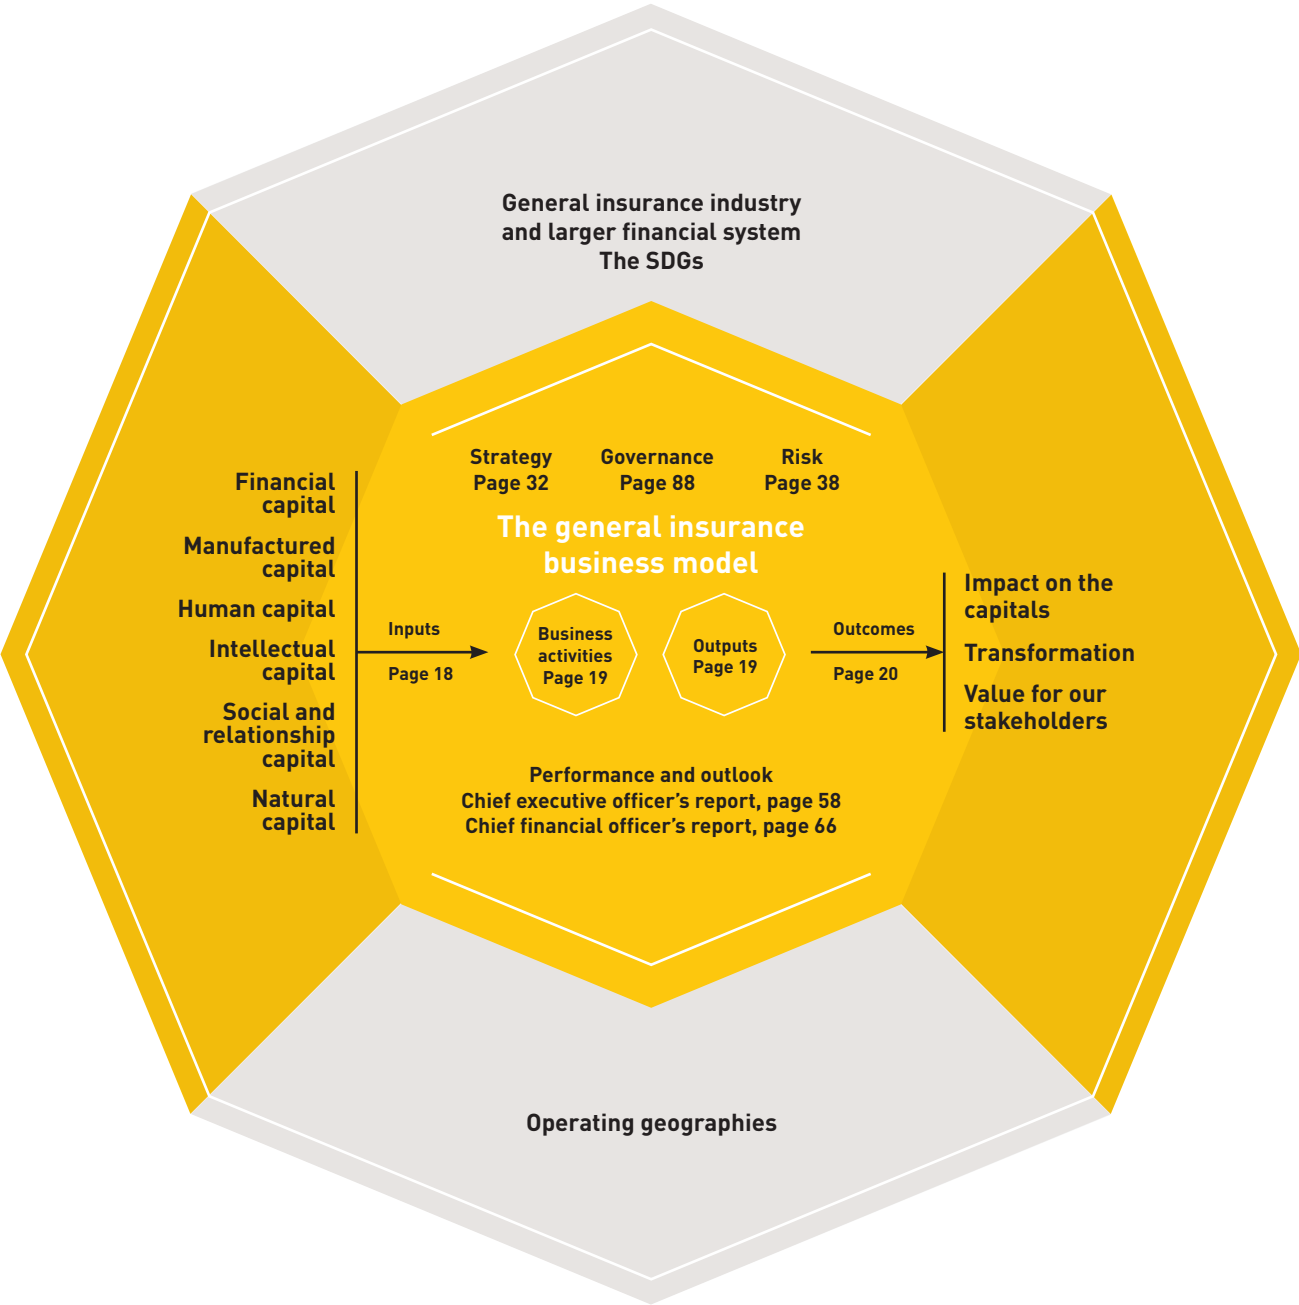 General insurance industry
and larger financial system
The SDGs
Strategy
Page 32
Governance
Page 88
Risk
Page 38
The general insurance
business model
Financial
capital
Manufactured
capital
Human capital
Intellectual
capital
Social and
relationship
capital
Natural
capital
Inputs
Page 18
Business
activities
Page 19
Outputs
Page 19
Outcomes
Page 20
Impact on the
capitals
Transformation
Value for our
stakeholders
Performance and outlook
Chief executive officer’s report, page 58
Chief financial officer’s report, page 66
Operating geographies